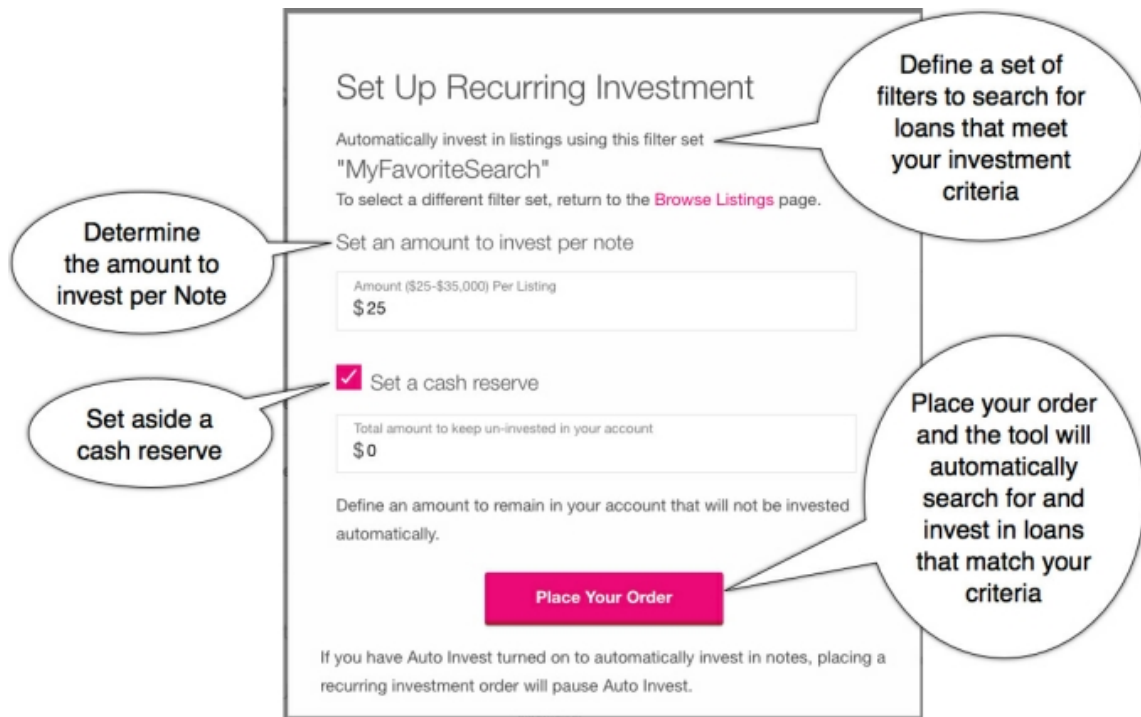 Set Up Recurring Investment
Automatically invest in listings using this filter set
"MyFavoriteSearch"
To select a different filter set, return to the Browse Listings page.
Set an amount to invest per note
Amount ($25-$35,000) Per Listing
$25
Set a cash reserve
Total amount to keep un-invested in your account
$0
Define an amount to remain in your account that will not be invested
automatically.
Place Your Order
If you have Auto Invest turned on to automatically invest in notes, placing a
recurring investment order will pause Auto Invest.
Define a set of
filters to search for
loans that meet
your investment
criteria
Determine
the amount to
invest per Note
Set aside a
cash reserve
Place your order
and the tool will
automatically
search for and
invest in loans
that match your
criteria